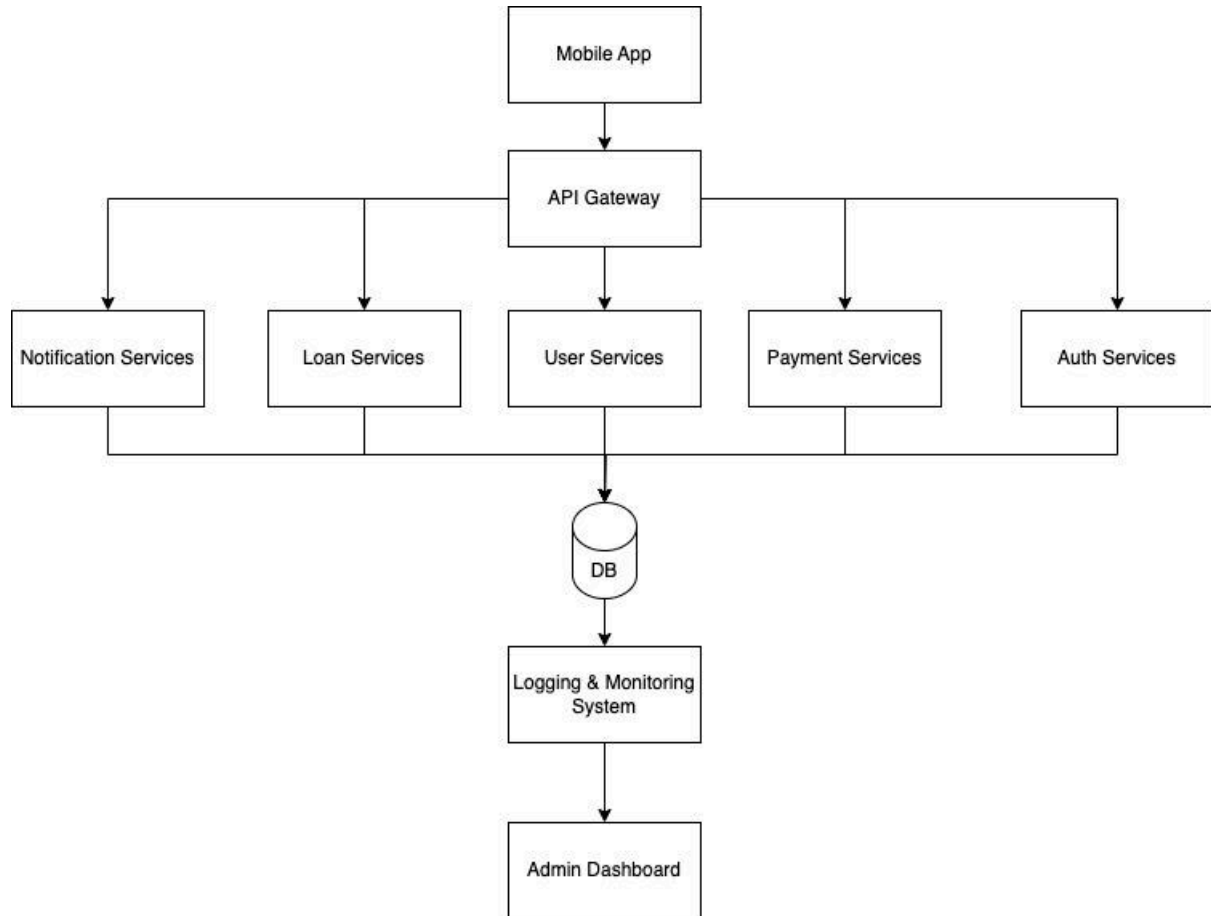 Mobile App
API Gateway
Notification Services
Loan Services
User Services
Payment Services
Auth Services
DB
Logging & Monitoring
System
Admin Dashboard